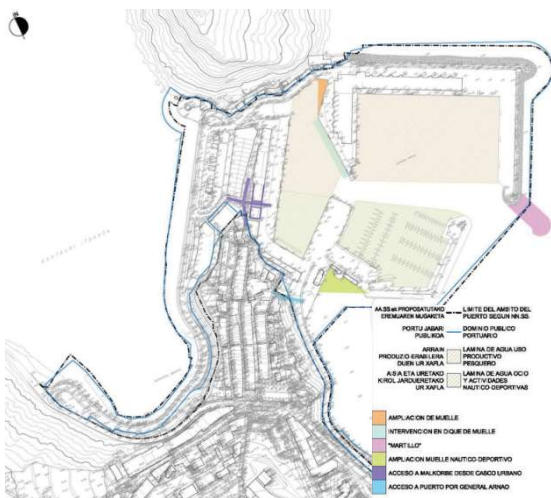 N
KANTAURI ITSASOA
AA.SS.ek PROPOSATUTAKO EREMUAREN MUGAKETA
LIMITE DEL AMBITO DEL PUERTO SEGUN NN.SS.
PORTU JABARI PUBLIKOA
DOMINIO PUBLICO PORTUARIO
ARRAIN PRODUZIO-ERABILERA DUEN UR XAFLA
LAMINA DE AGUA USO PRODUCTIVO PESQUERO
AISIA ETA URETAKO KIROL JARDUERETAKO UR XAFLA
LAMINA DE AGUA OCIO Y ACTIVIDADES NAUTICO-DEPORTIVAS
AMPLIACION DE MUELLE
INTERVENCION EN DIQUE DE MUELLE
"MARTILLO"
AMPLIACION MUELLE NAUTICO-DEPORTIVO
ACCESO A MALKORBE DESDE CASCO URBANO
ACCESO A PUERTO POR GENERAL ARNAO